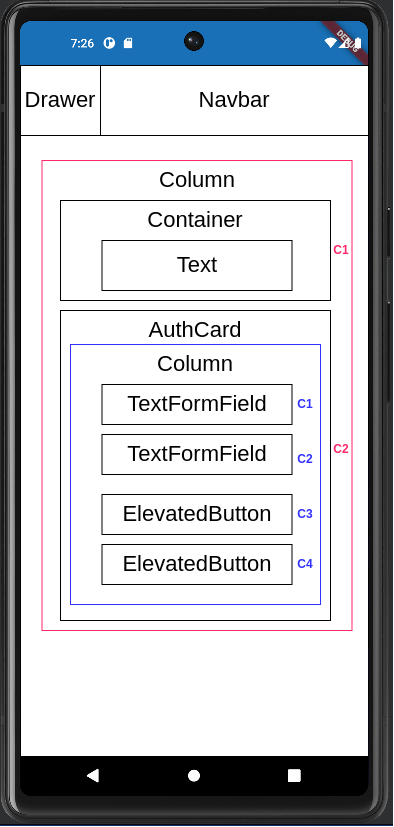 7:26
DEBUG
Drawer
Navbar
Column
Container
Text
C1
AuthCard
Column
TextFormField
C1
TextFormField
C2
C2
ElevatedButton
C3
ElevatedButton
C4